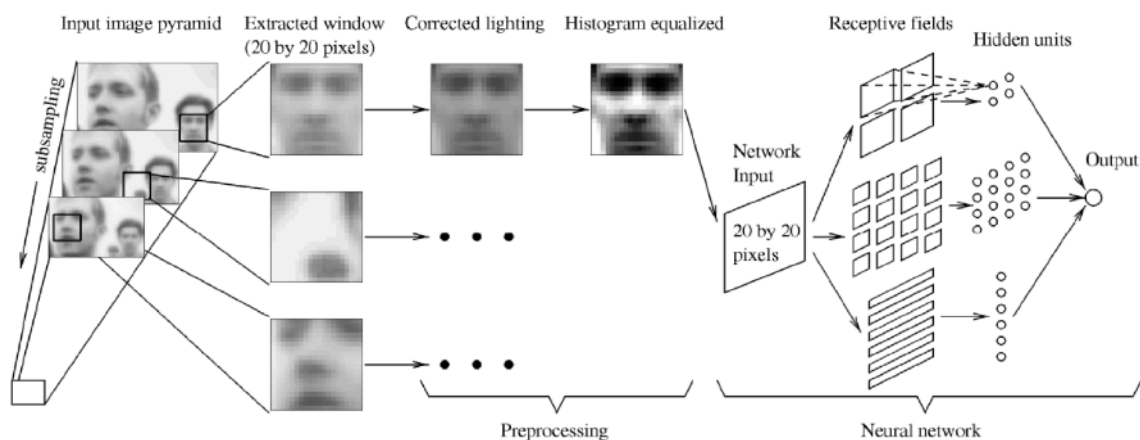 Input image pyramid
Extracted window
(20 by 20 pixels)
Corrected lighting
Histogram equalized
Receptive fields
Hidden units
subsampling
Network
Input
Output
20 by 20
pixels
Preprocessing
Neural network